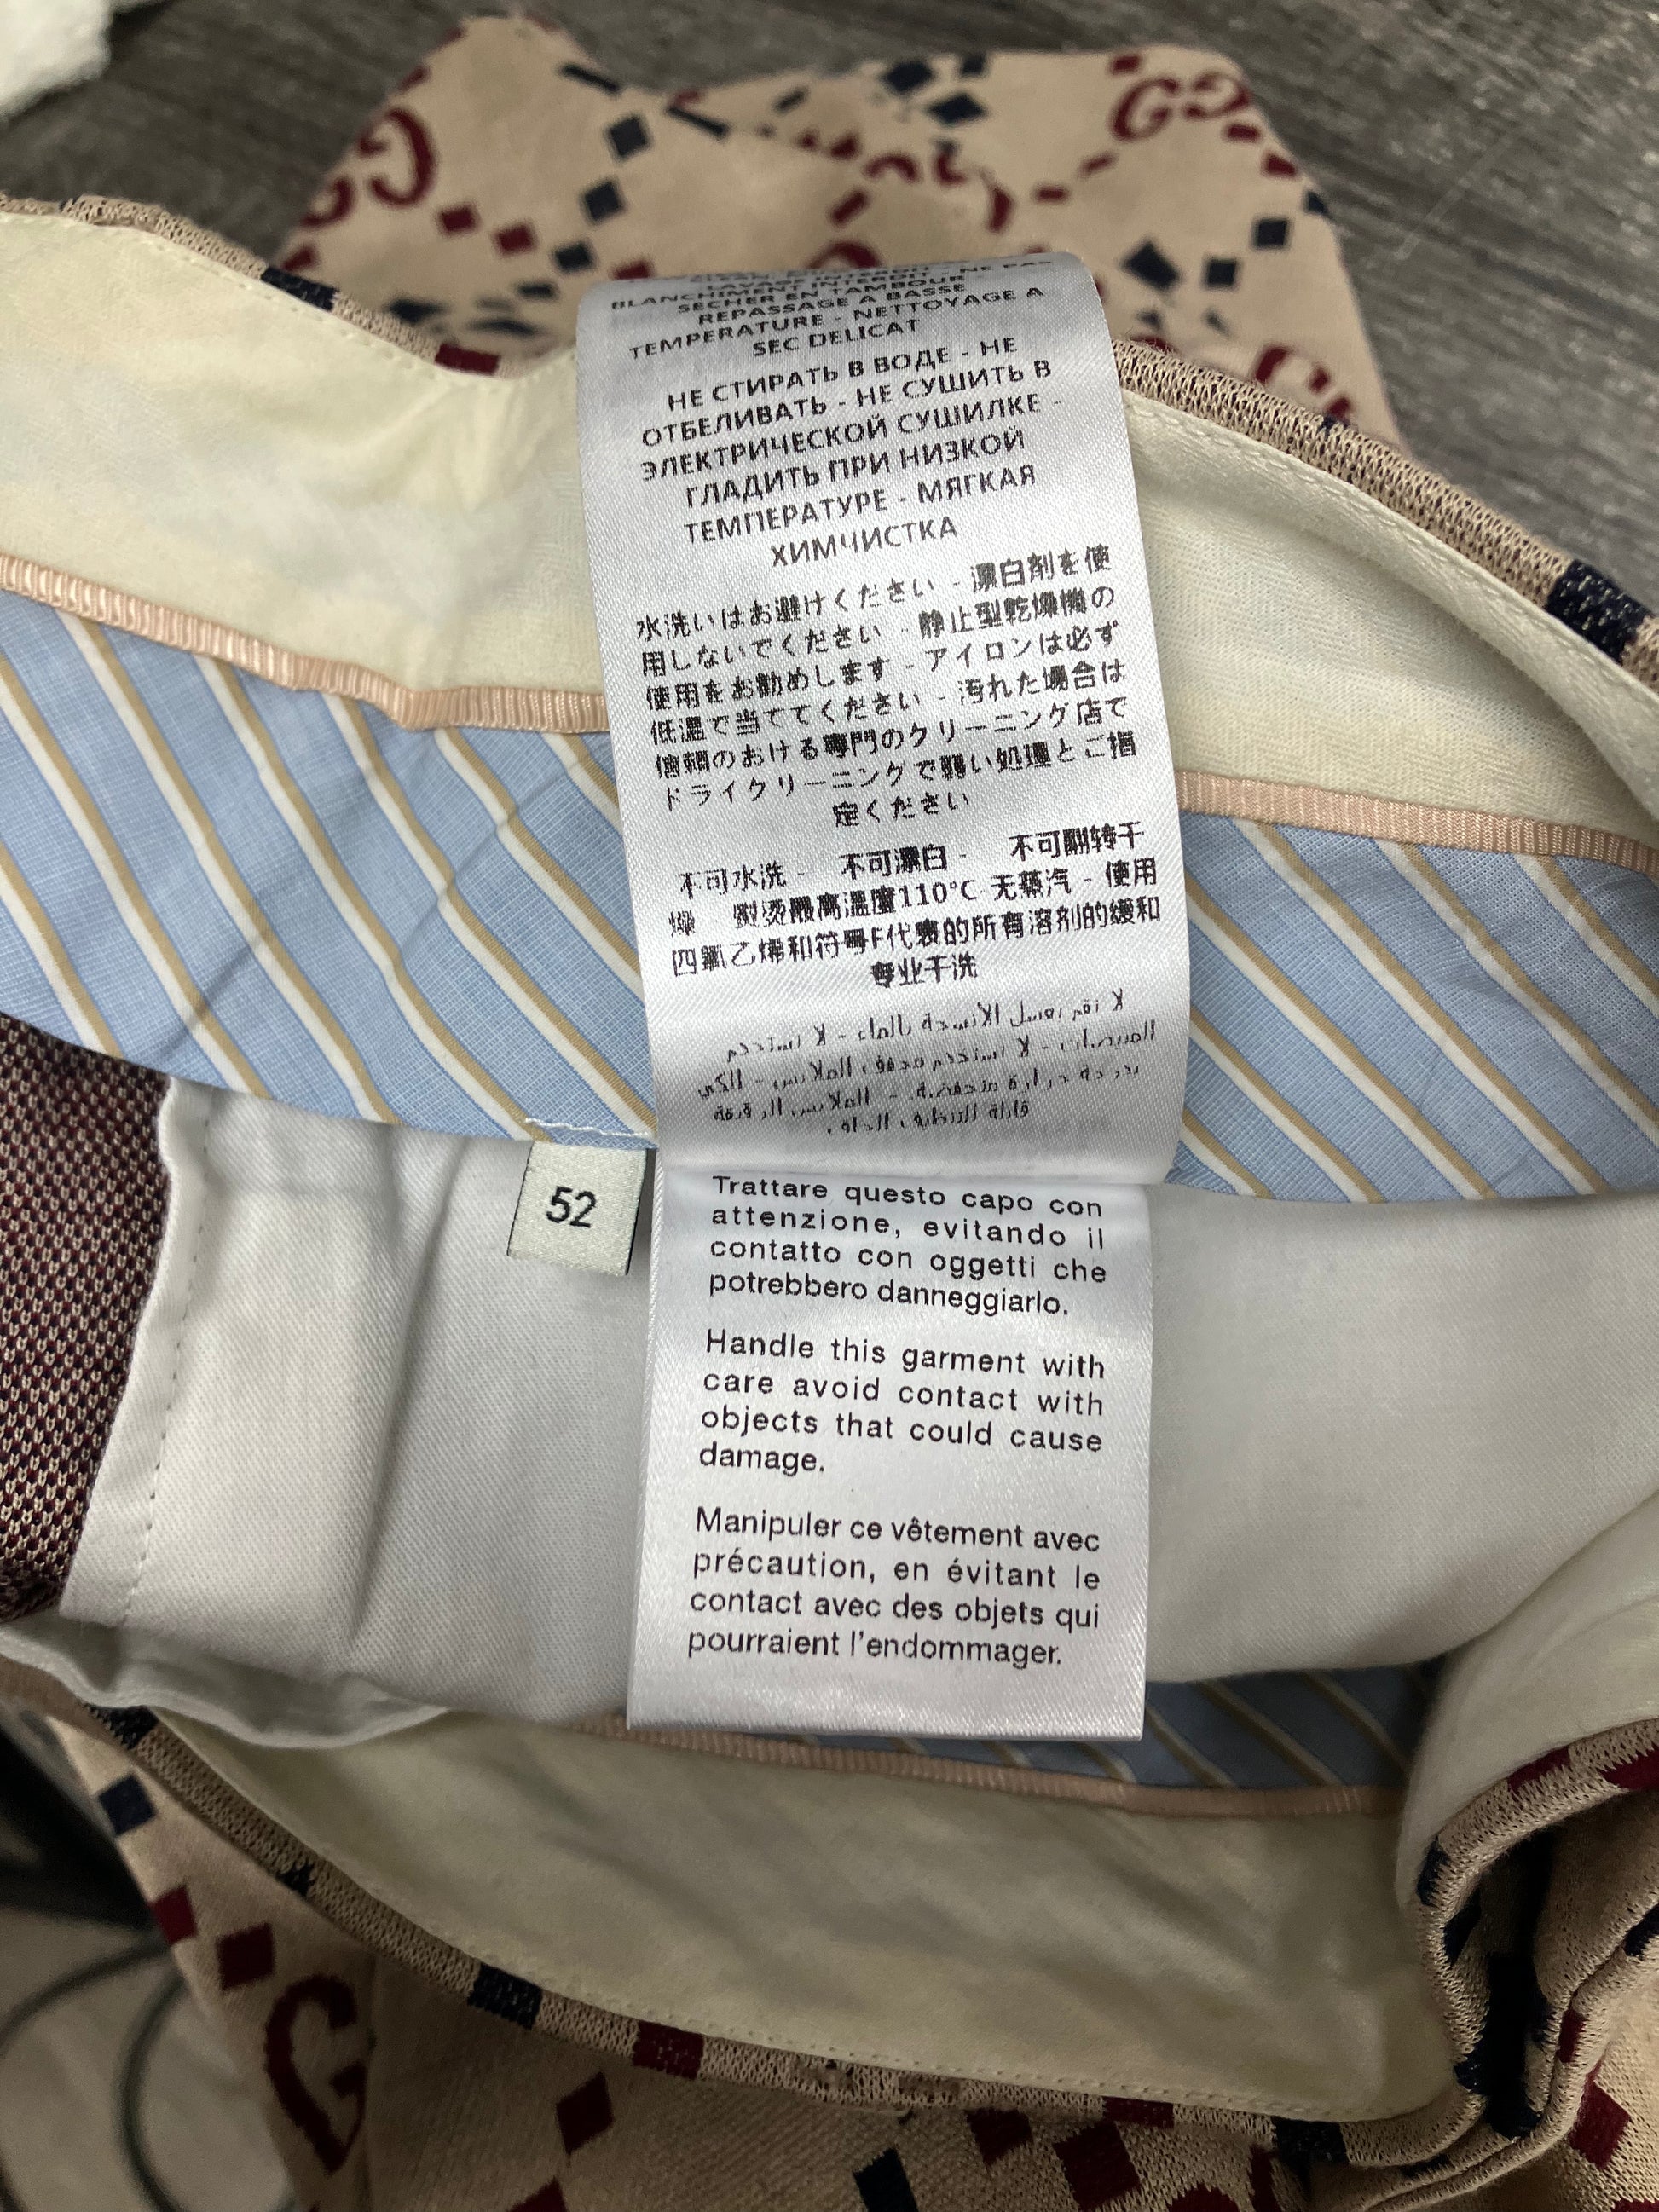 LAVAGE INTERDIT - NE PAS
BLANCHIMENT INTERDIT - NE PAS
SECHER EN TAMBOUR -
REPASSAGE A BASSE
TEMPERATURE - NETTOYAGE A
SEC DELICAT
НЕ СТИРАТЬ В ВОДЕ - НЕ
ОТБЕЛИВАТЬ - НЕ СУШИТЬ В
ЭЛЕКТРИЧЕСКОЙ СУШИЛКЕ -
ГЛАДИТЬ ПРИ НИЗКОЙ
ТЕМПЕРАТУРЕ - МЯГКАЯ
ХИМЧИСТКА
水洗いはお避けください - 漂白剤を使
用しないでください - 静止型乾燥機の
使用をお勧めします - アイロンは必ず
低温で当ててください - 汚れた場合は
信頼のおける専門のクリーニング店で
ドライクリーニングで弱い処理とご指
定ください
不可水洗 - 不可漂白 - 不可翻转干
燥 - 熨烫最高温度110°C 无蒸汽 - 使用
四氯乙烯和符号F代表的所有溶剂的缓和
专业干洗
52
Trattare questo capo con
attenzione, evitando il
contatto con oggetti che
potrebbero danneggiarlo.
Handle this garment with
care avoid contact with
objects that could cause
damage.
Manipuler ce vêtement avec
précaution, en évitant le
contact avec des objets qui
pourraient l'endommager.